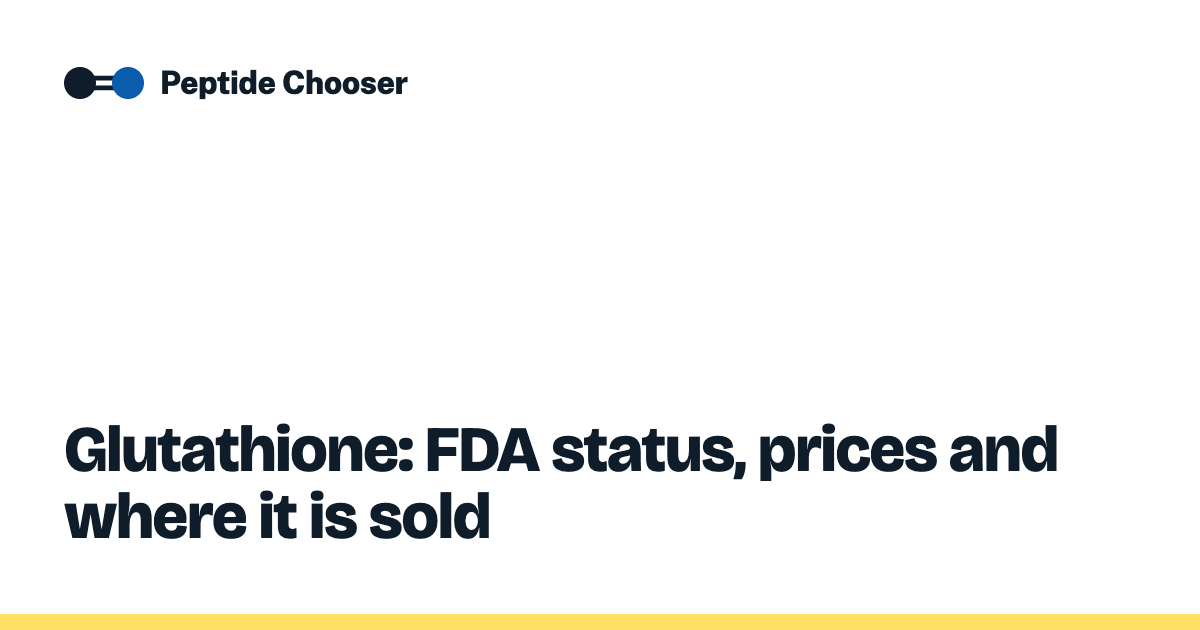 Peptide Chooser
Glutathione: FDA status, prices and
where it is sold